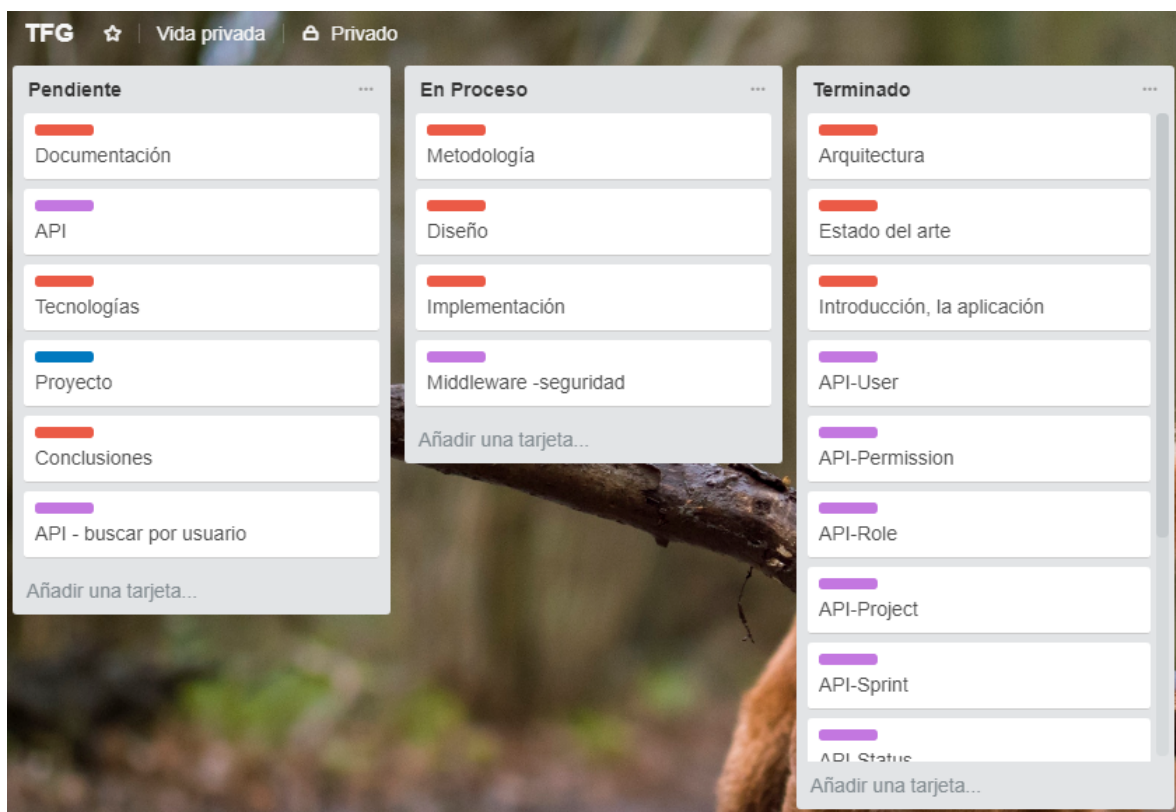 TFG Vida privada Privado
Pendiente
Documentación
API
Tecnologías
Proyecto
Conclusiones
API - buscar por usuario
Añadir una tarjeta...
En Proceso
Metodología
Diseño
Implementación
Middleware -seguridad
Añadir una tarjeta...
Terminado
Arquitectura
Estado del arte
Introducción, la aplicación
API-User
API-Permission
API-Role
API-Project
API-Sprint
API-Status
Añadir una tarjeta...